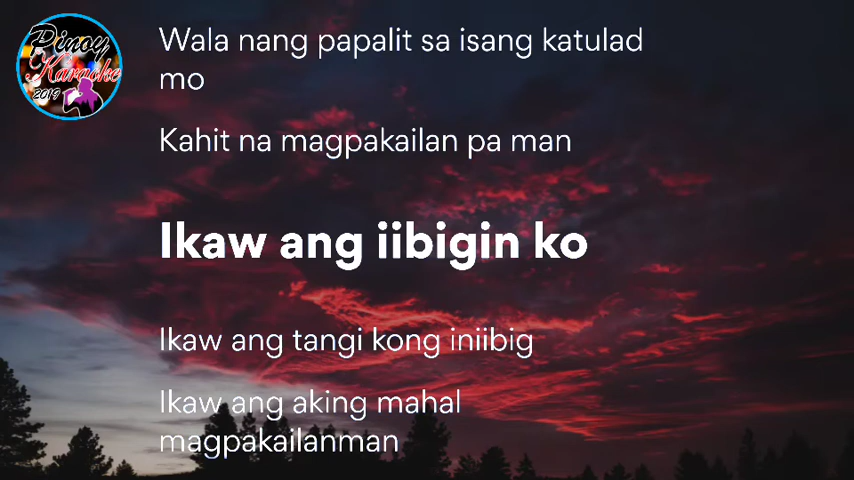 Pinoy
Karaoke
2019
Wala nang papalit sa isang katulad
mo
Kahit na magpakailan pa man
Ikaw ang iibigin ko
Ikaw ang tangi kong iniibig
Ikaw ang aking mahal
magpakailanman